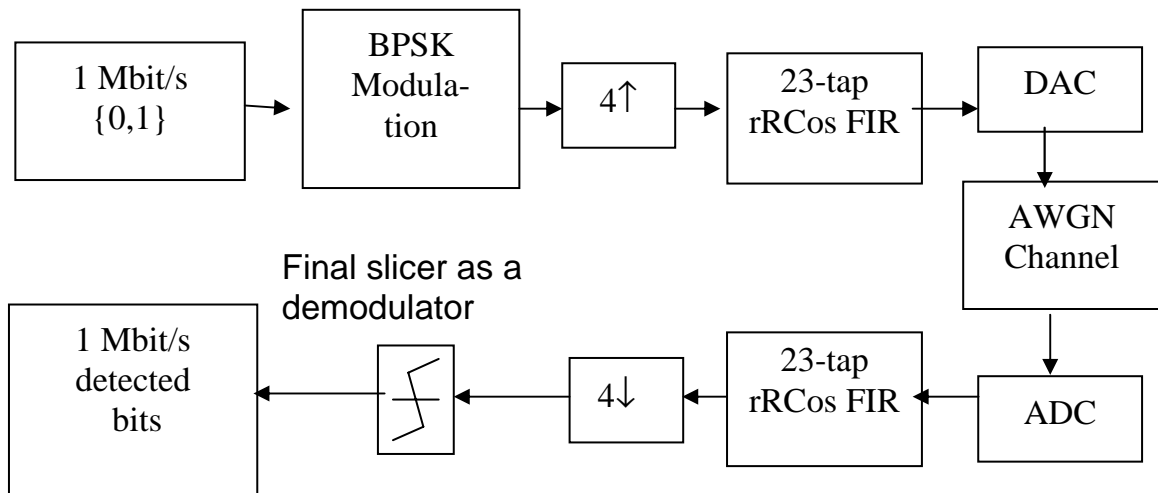 1 Mbit/s
{0,1}
BPSK
Modula-
tion
4↑
23-tap
rRCos FIR
DAC
AWGN
Channel
Final slicer as a
demodulator
1 Mbit/s
detected
bits
4↓
23-tap
rRCos FIR
ADC